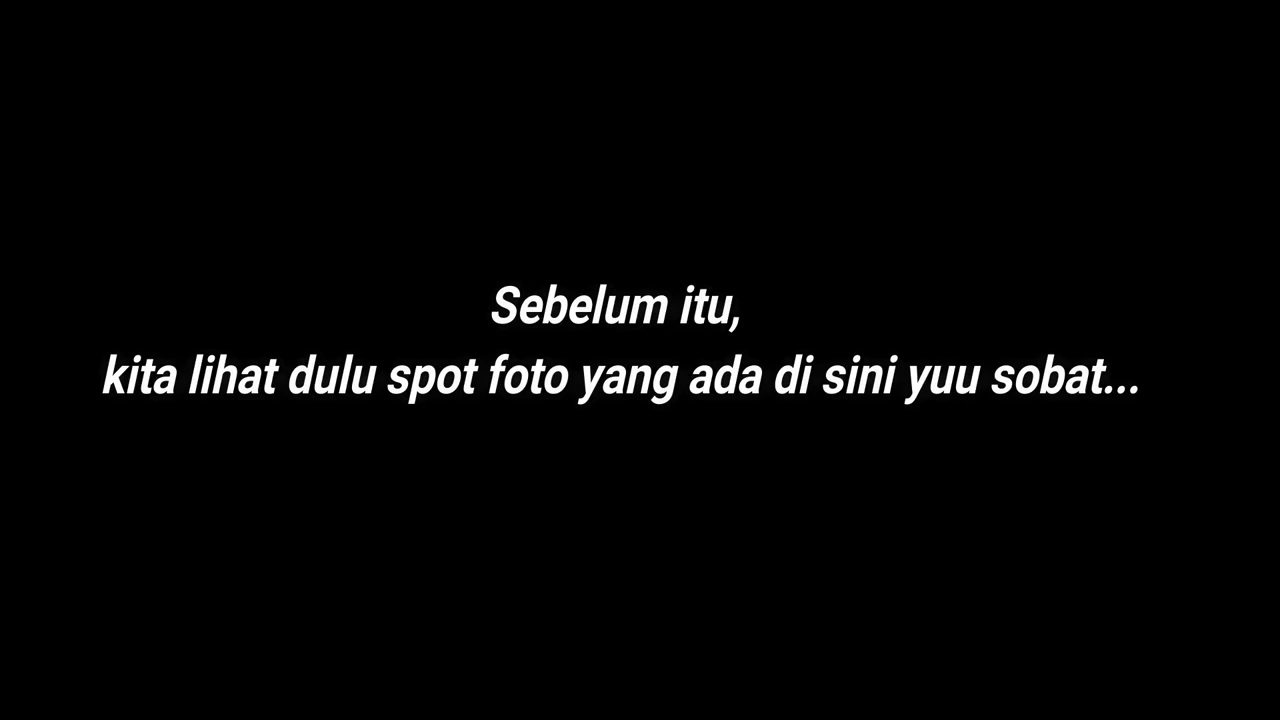 Sebelum itu,
kita lihat dulu spot foto yang ada di sini yuu sobat...